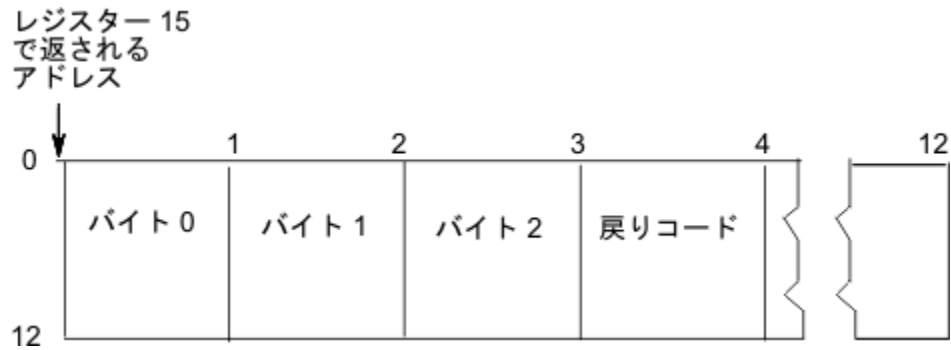 レジスター 15
で返される
アドレス
1 2 3 4 12
0
バイト 0 バイト 1 バイト 2 戻りコード
12